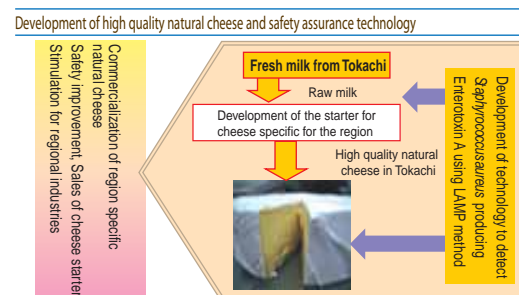 Development of high quality natural cheese and safety assurance technology
Commercialization of region specific
natural cheese
Safety improvement, Sales of cheese starter
Stimulation for regional industries
Fresh milk from Tokachi
Raw milk
Development of the starter for
cheese specific for the region
High quality natural
cheese in Tokachi
Development of technology to detect
Staphyrococcusaureus producing
Enterotoxin A using LAMP method